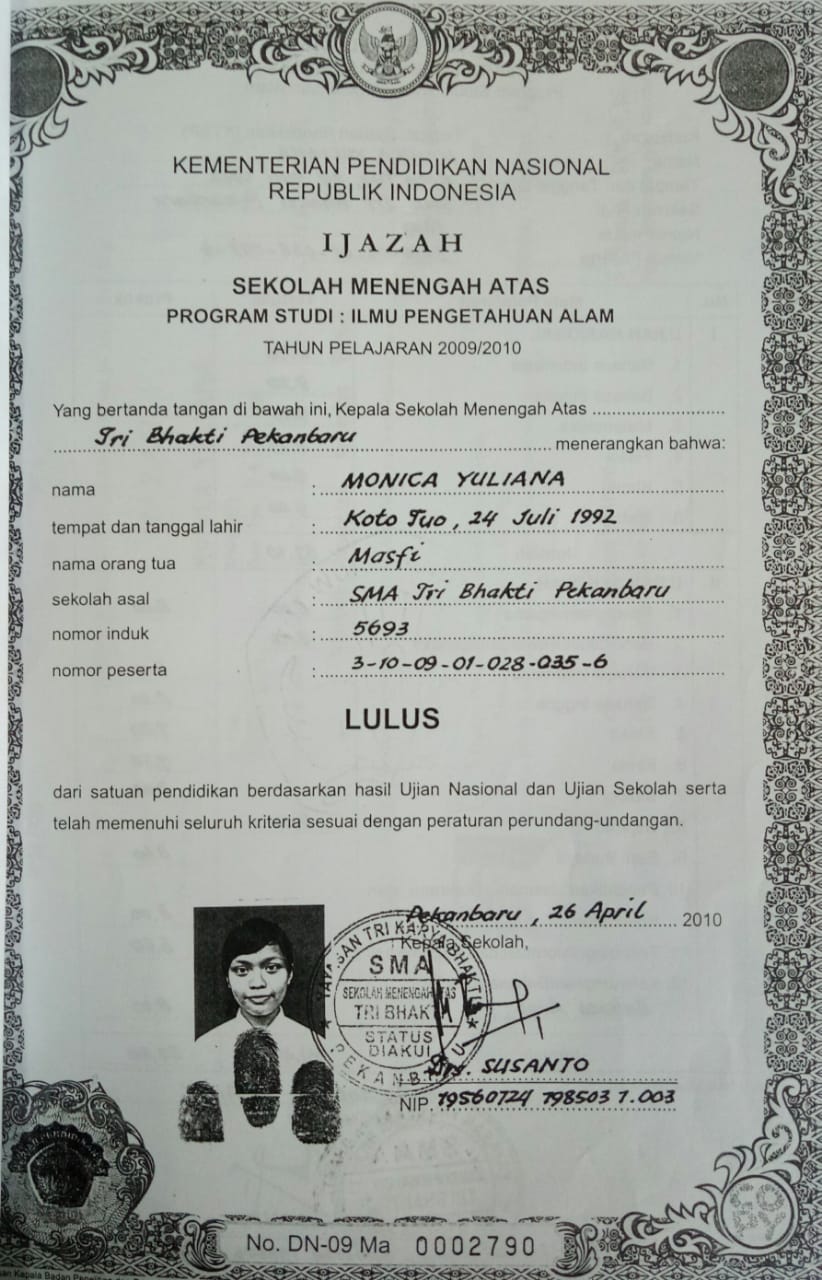 KEMENTERIAN PENDIDIKAN NASIONAL
REPUBLIK INDONESIA
IJAZAH
SEKOLAH MENENGAH ATAS
PROGRAM STUDI : ILMU PENGETAHUAN ALAM
TAHUN PELAJARAN 2009/2010
Yang bertanda tangan di bawah ini, Kepala Sekolah Menengah Atas
Tri Bhakti Pekanbaru menerangkan bahwa:
nama : MONICA YULIANA
tempat dan tanggal lahir : Koto Tuo, 24 Juli 1992
nama orang tua : Masfi
sekolah asal : SMA Tri Bhakti Pekanbaru
nomor induk : 5693
nomor peserta : 3-10-09-01-028-035-6
LULUS
dari satuan pendidikan berdasarkan hasil Ujian Nasional dan Ujian Sekolah serta
telah memenuhi seluruh kriteria sesuai dengan peraturan perundang-undangan.
Pekanbaru, 26 April 2010
Kepala Sekolah,
SMA
SEKOLAH MENENGAH ATAS
TRI BHAKTI
STATUS
DIAKUI
PEKANBARU
Drs. SUSANTO
NIP. 19560724 198503 1.003
No. DN-09 Ma 0002790